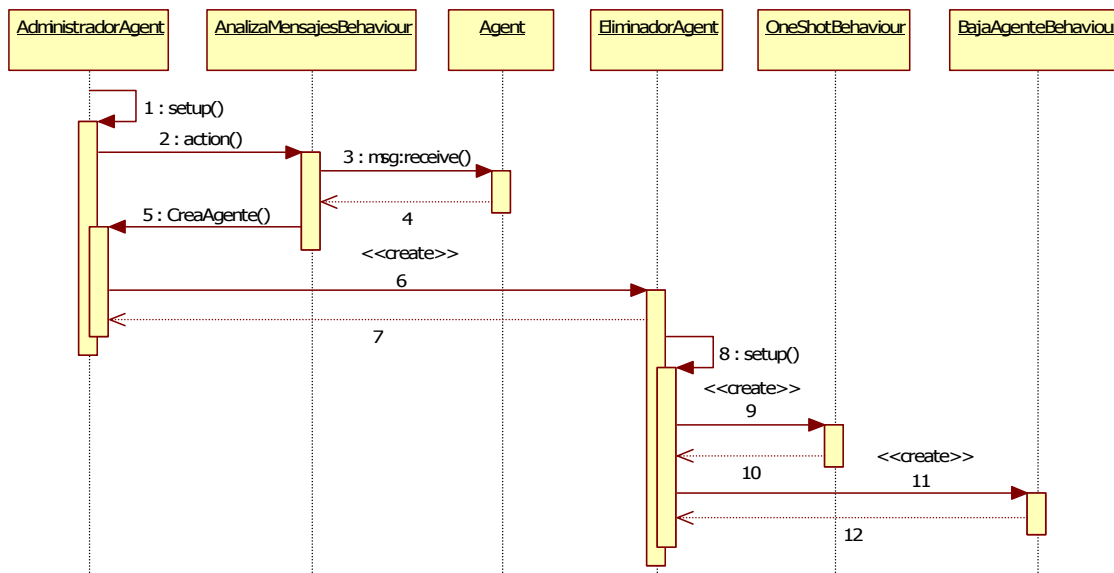 AdministradorAgent
AnalizaMensajesBehaviour
Agent
EliminadorAgent
OneShotBehaviour
BajaAgenteBehaviour
1 : setup()
2 : action()
3 : msg:receive()
4
5 : CreaAgente()
<<create>>
6
7
8 : setup()
<<create>>
9
10
<<create>>
11
12